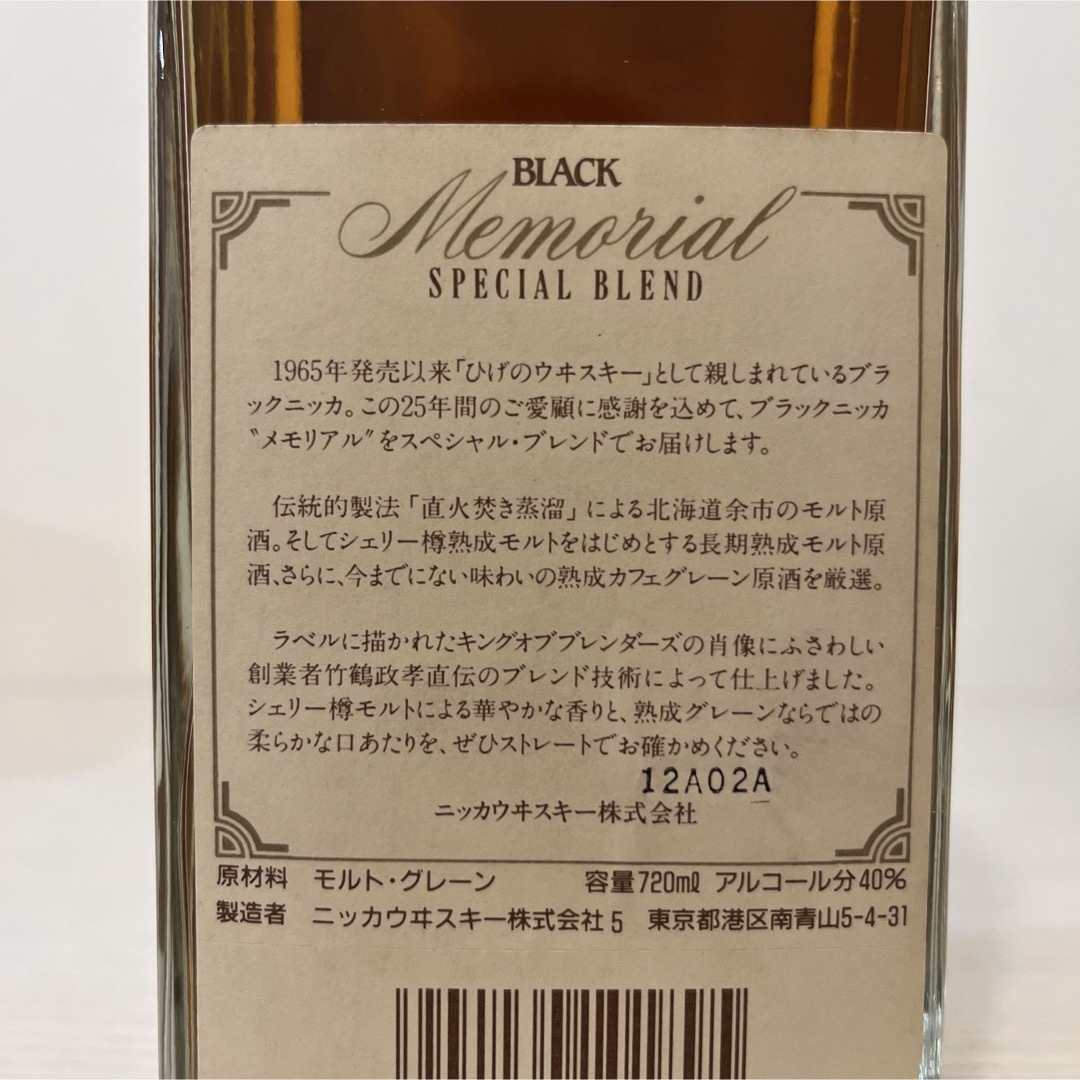 BLACK
Memorial
SPECIAL BLEND
1965年発売以来「ひげのウヰスキー」として親しまれているブラ
ックニッカ。この25年間のご愛顧に感謝を込めて、ブラックニッカ
〝メモリアル〟をスペシャル・ブレンドでお届けします。
伝統的製法「直火焚き蒸溜」による北海道余市のモルト原
酒。そしてシェリー樽熟成モルトをはじめとする長期熟成モルト原
酒、さらに、今までにない味わいの熟成カフェグレーン原酒を厳選。
ラベルに描かれたキングオブブレンダーズの肖像にふさわしい
創業者竹鶴政孝直伝のブレンド技術によって仕上げました。
シェリー樽モルトによる華やかな香りと、熟成グレーンならではの
柔らかな口あたりを、ぜひストレートでお確かめください。
12A02A
ニッカウヰスキー株式会社
原材料 モルト・グレーン 容量720mℓ アルコール分40%
製造者 ニッカウヰスキー株式会社5 東京都港区南青山5-4-31